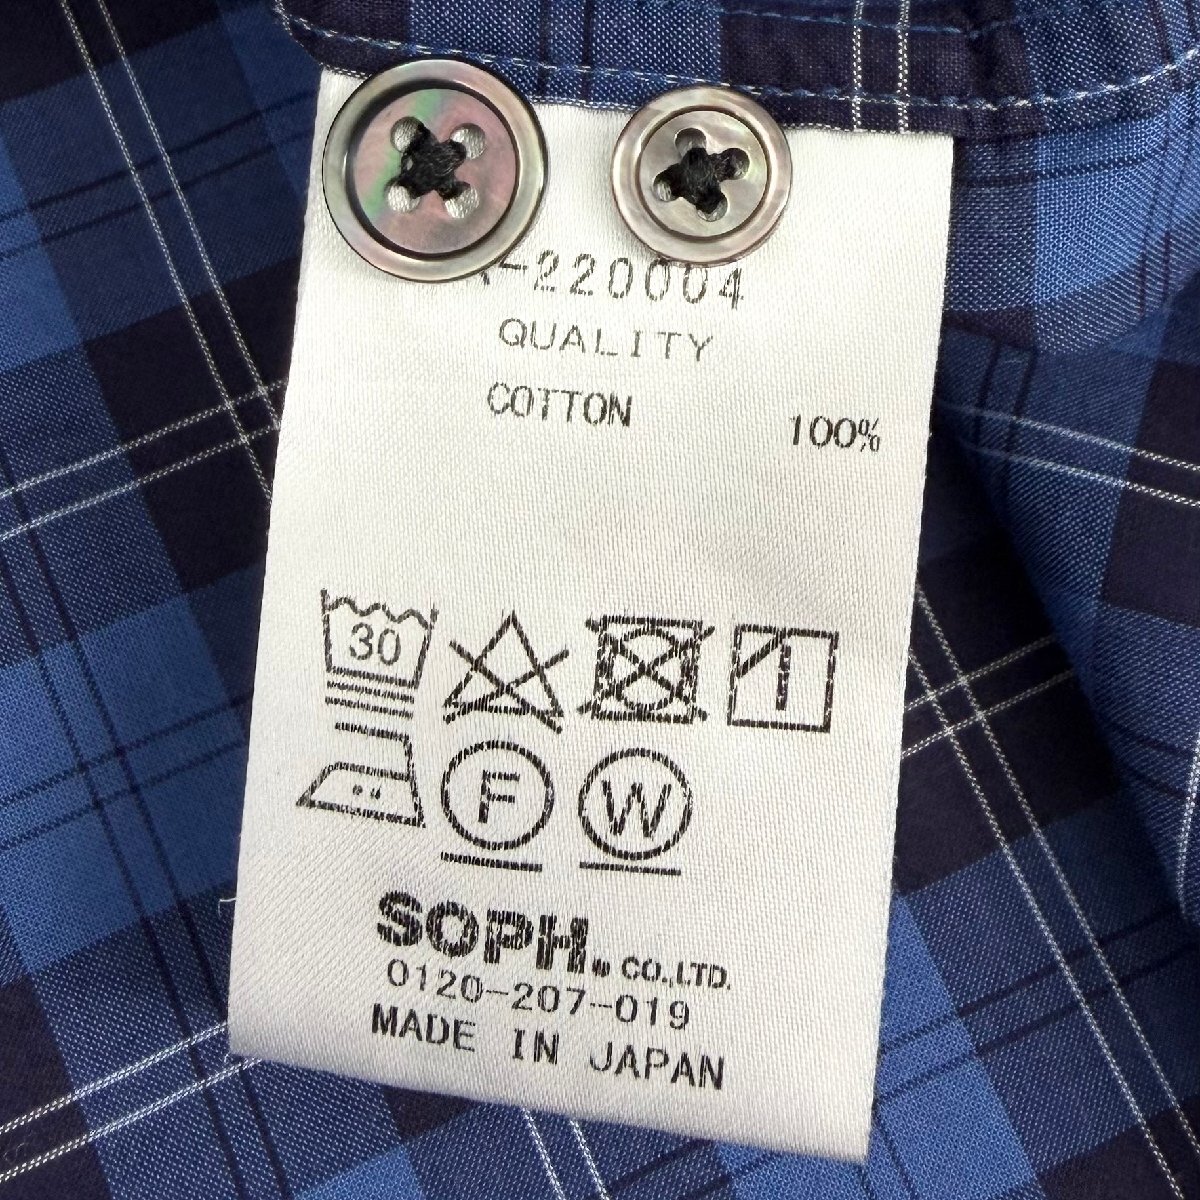 -220004
QUALITY
COTTON 100%
30
F W
SOPH. CO.,LTD.
0120-207-019
MADE IN JAPAN